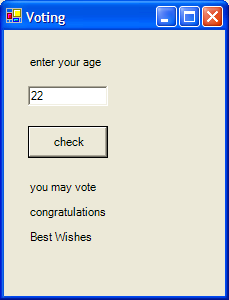 Voting
enter your age
22
check
you may vote
congratulations
Best Wishes